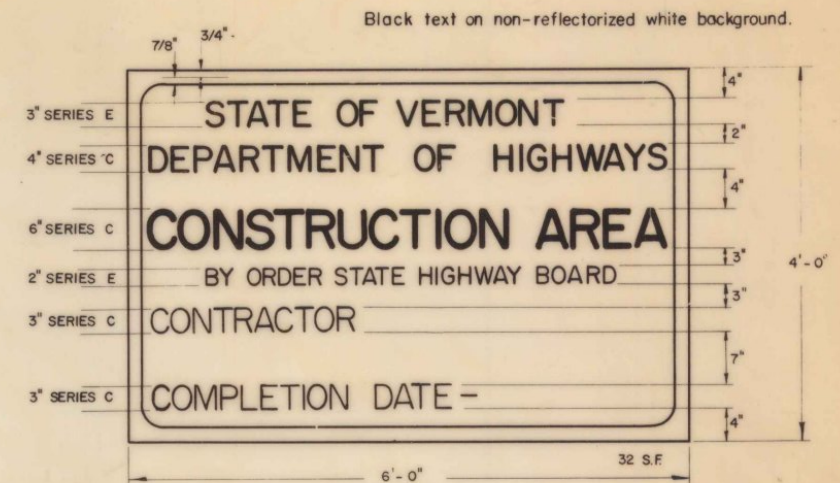 Black text on non-reflectorized white background.
7/8" 3/4"
4"
3" SERIES E STATE OF VERMONT
2"
4" SERIES C DEPARTMENT OF HIGHWAYS
4"
6" SERIES C CONSTRUCTION AREA
3"
4'-0"
2" SERIES E BY ORDER STATE HIGHWAY BOARD
3"
3" SERIES C CONTRACTOR
7"
3" SERIES C COMPLETION DATE-
4"
32 S.F.
6'-0"